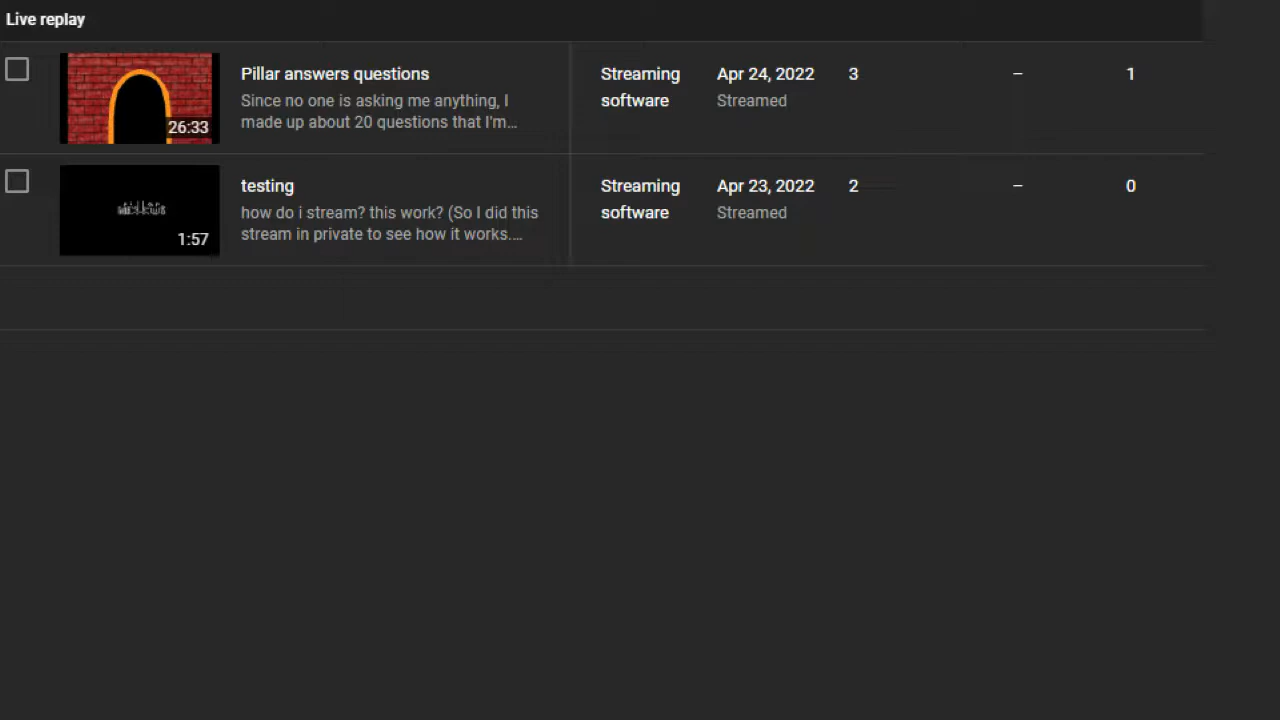 Live replay
26:33
Pillar answers questions
Since no one is asking me anything, I
made up about 20 questions that I'm...
Streaming
software
Apr 24, 2022
Streamed
3
–
1
1:57
testing
how do i stream? this work? (So I did this
stream in private to see how it works....
Streaming
software
Apr 23, 2022
Streamed
2
–
0